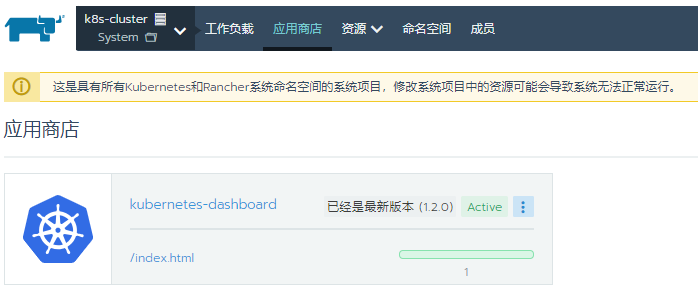 k8s-cluster
System
工作负载 应用商店 资源 命名空间 成员
这是具有所有Kubernetes和Rancher系统命名空间的系统项目，修改系统项目中的资源可能会导致系统无法正常运行。
应用商店
kubernetes-dashboard 已经是最新版本 (1.2.0) Active
/index.html
1